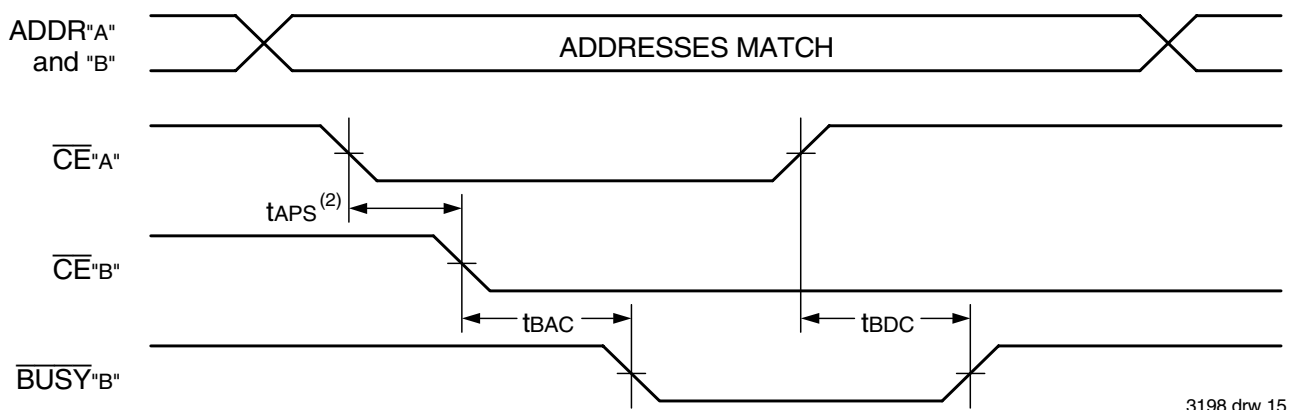 ADDR"A"
and "B"
ADDRESSES MATCH
CE"A"
tAPS(2)
CE"B"
tBAC
tBDC
BUSY"B"
3198 drw 15